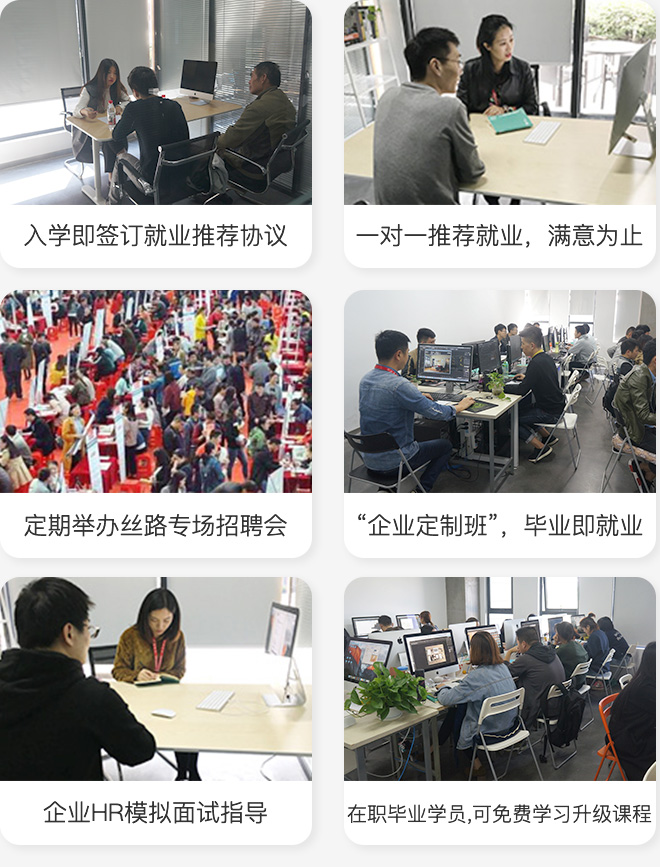 入学即签订就业推荐协议
一对一推荐就业，满意为止
定期举办丝路专场招聘会
“企业定制班”，毕业即就业
企业HR模拟面试指导
在职毕业学员,可免费学习升级课程